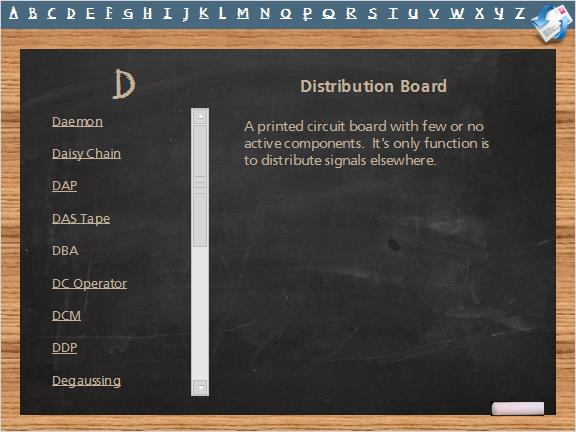 A B C D E F G H I J K L M N O P Q R S T U V W X Y Z
D
Daemon
Daisy Chain
DAP
DAS Tape
DBA
DC Operator
DCM
DDP
Degaussing
Distribution Board
A printed circuit board with few or no
active components. It's only function is
to distribute signals elsewhere.